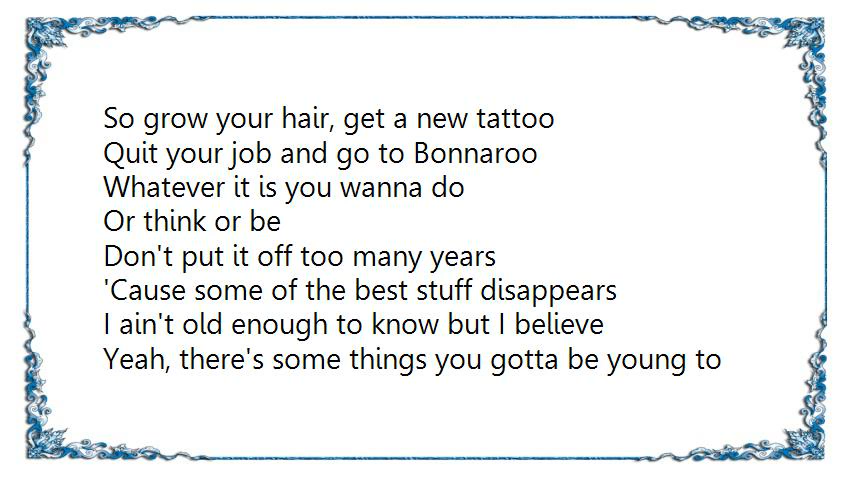 So grow your hair, get a new tattoo
Quit your job and go to Bonnaroo
Whatever it is you wanna do
Or think or be
Don't put it off too many years
'Cause some of the best stuff disappears
I ain't old enough to know but I believe
Yeah, there's some things you gotta be young to